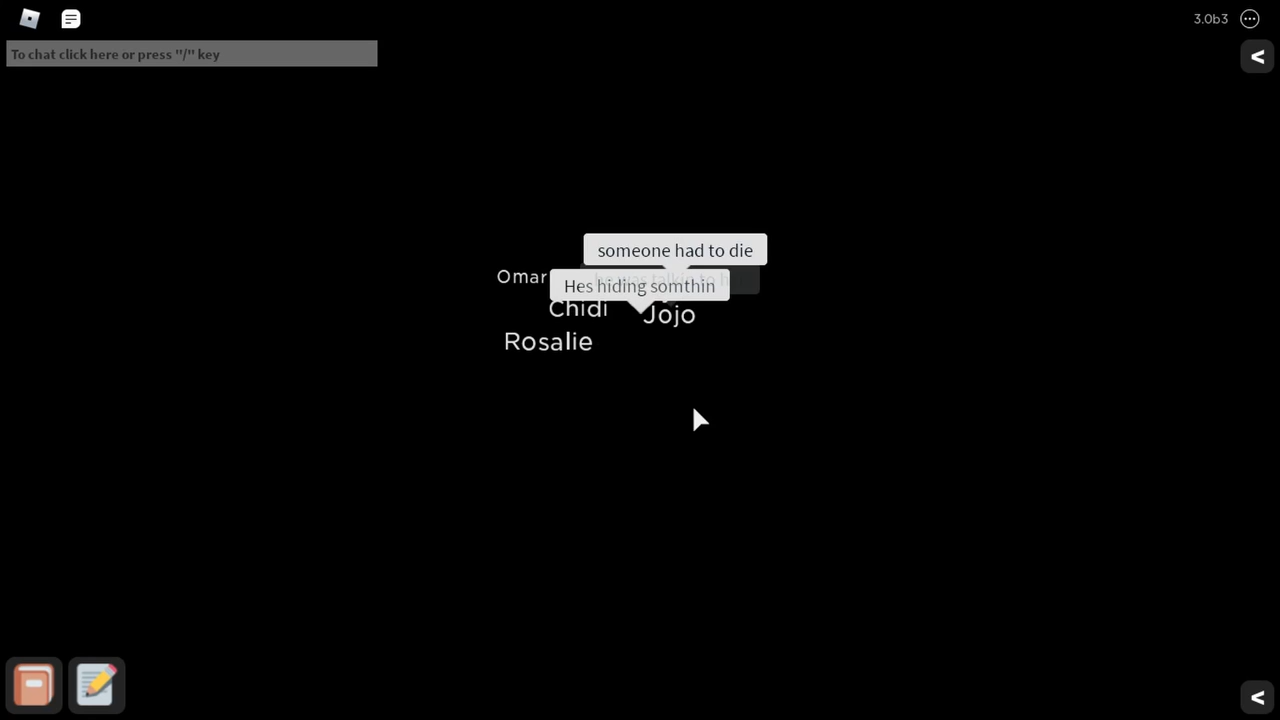 3.0b3
To chat click here or press "/" key
someone had to die
Omar
Hes hiding somthin
Chidi
Jojo
Rosalie